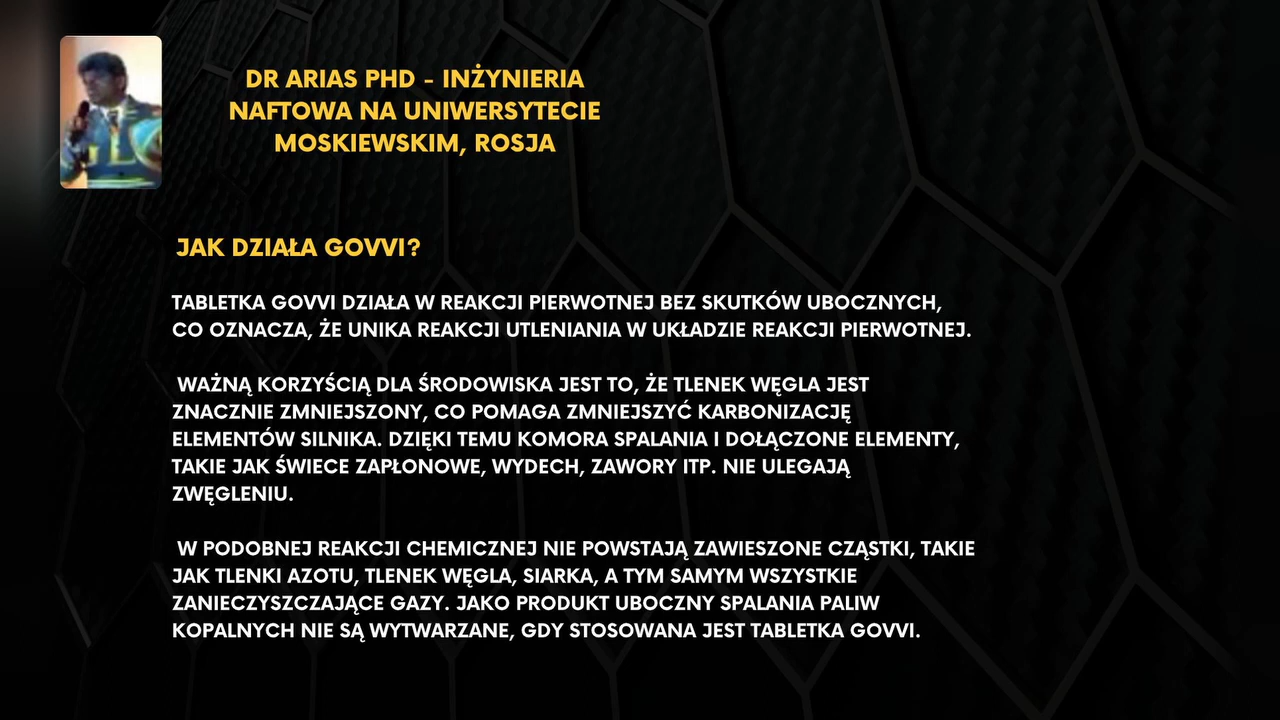 DR ARIAS PHD - INŻYNIERIA
NAFTOWA NA UNIWERSYTECIE
MOSKIEWSKIM, ROSJA
JAK DZIAŁA GOVVI?
TABLETKA GOVVI DZIAŁA W REAKCJI PIERWOTNEJ BEZ SKUTKÓW UBOCZNYCH,
CO OZNACZA, ŻE UNIKA REAKCJI UTLENIANIA W UKŁADZIE REAKCJI PIERWOTNEJ.
WAŻNĄ KORZYŚCIĄ DLA ŚRODOWISKA JEST TO, ŻE TLENEK WĘGLA JEST
ZNACZNIE ZMNIEJSZONY, CO POMAGA ZMNIEJSZYĆ KARBONIZACJĘ
ELEMENTÓW SILNIKA. DZIĘKI TEMU KOMORA SPALANIA I DOŁĄCZONE ELEMENTY,
TAKIE JAK ŚWIECE ZAPŁONOWE, WYDECH, ZAWORY ITP. NIE ULEGAJĄ
ZWĘGLENIU.
W PODOBNEJ REAKCJI CHEMICZNEJ NIE POWSTAJĄ ZAWIESZONE CZĄSTKI, TAKIE
JAK TLENKI AZOTU, TLENEK WĘGLA, SIARKA, A TYM SAMYM WSZYSTKIE
ZANIECZYSZCZAJĄCE GAZY. JAKO PRODUKT UBOCZNY SPALANIA PALIW
KOPALNYCH NIE SĄ WYTWARZANE, GDY STOSOWANA JEST TABLETKA GOVVI.